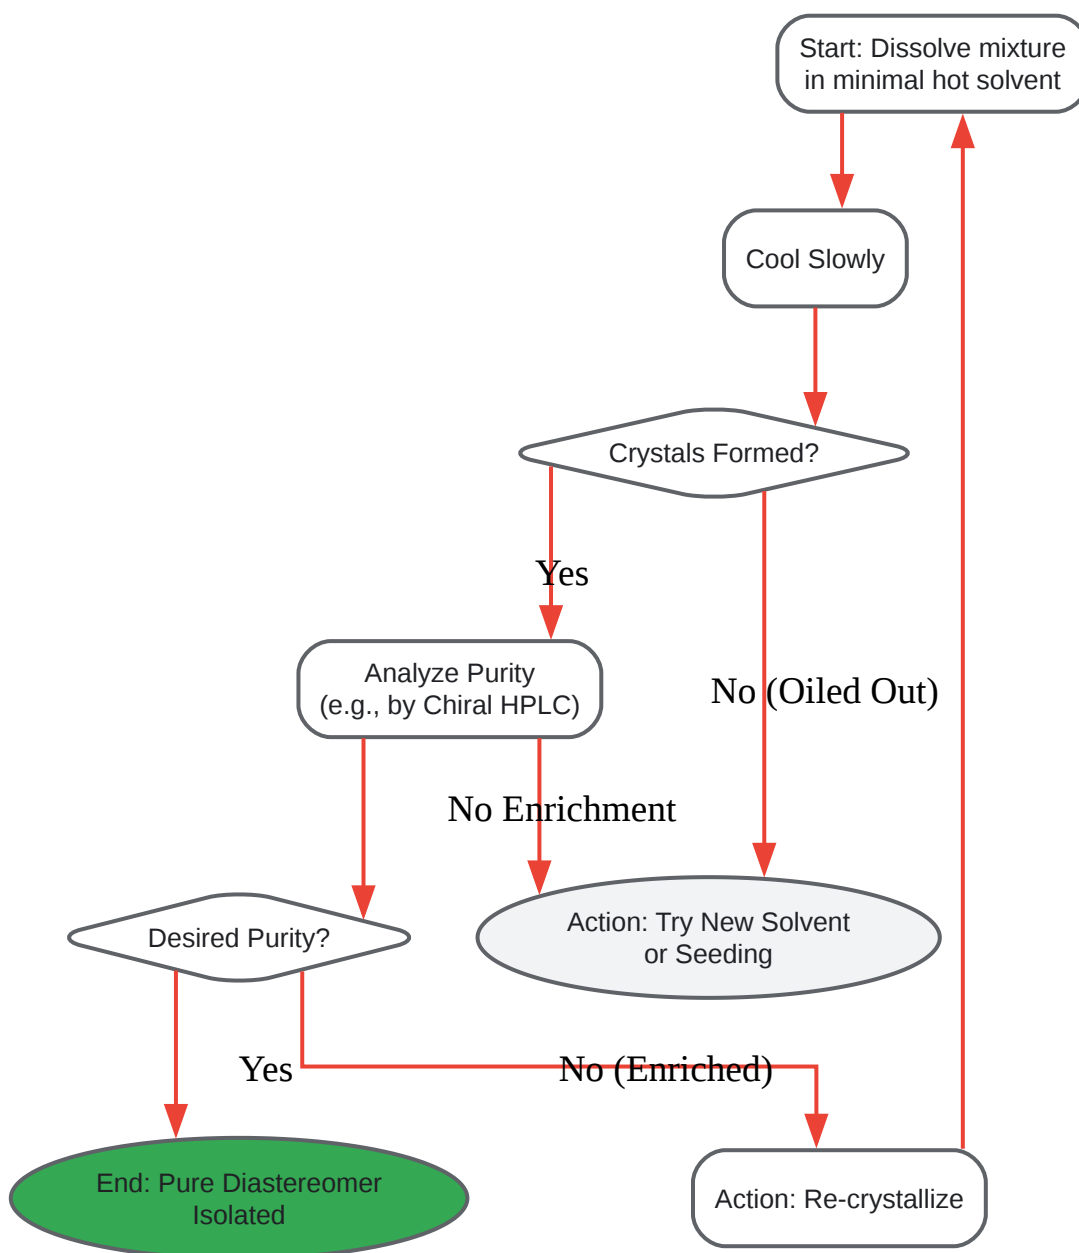 Start: Dissolve mixture
in minimal hot solvent
Cool Slowly
Crystals Formed?
Yes
Analyze Purity
(e.g., by Chiral HPLC)
No (Oiled Out)
No Enrichment
Action: Try New Solvent
or Seeding
Desired Purity?
Yes
No (Enriched)
End: Pure Diastereomer
Isolated
Action: Re-crystallize